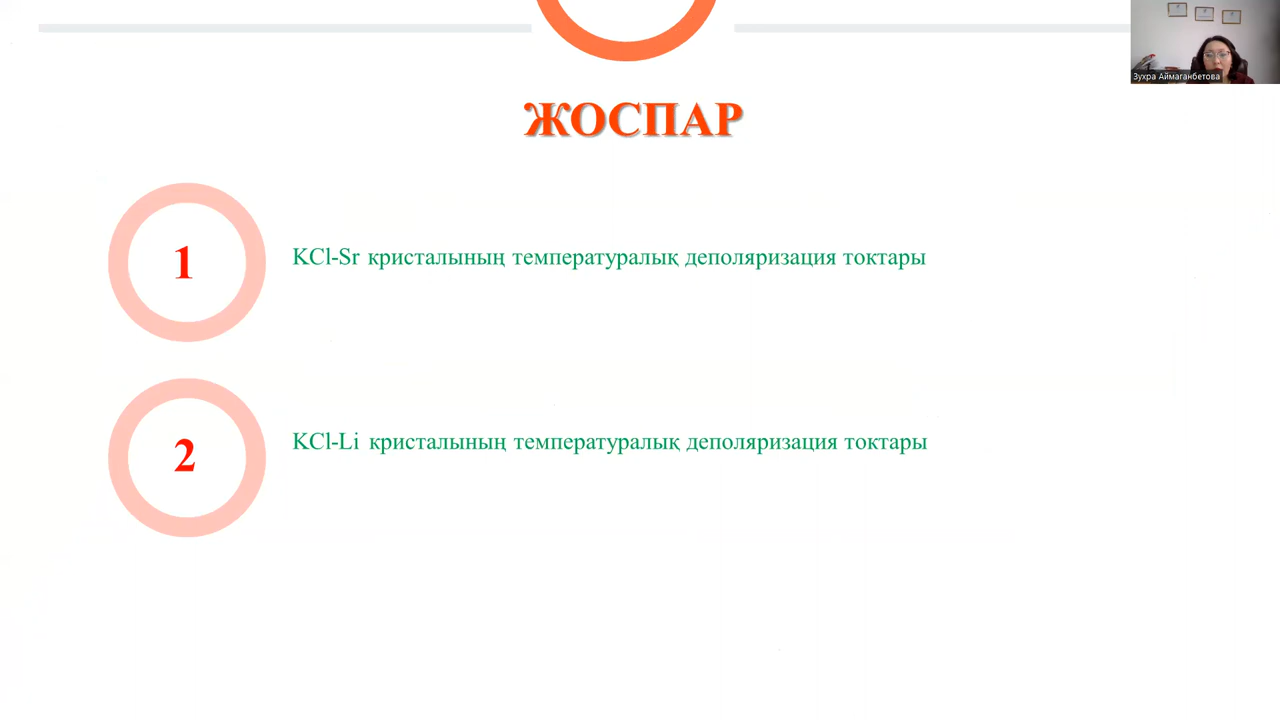 Зухра Аймаганбетова
ЖОСПАР
1
KCl-Sr кристалының температуралық деполяризация токтары
2
KCl-Li кристалының температуралық деполяризация токтары